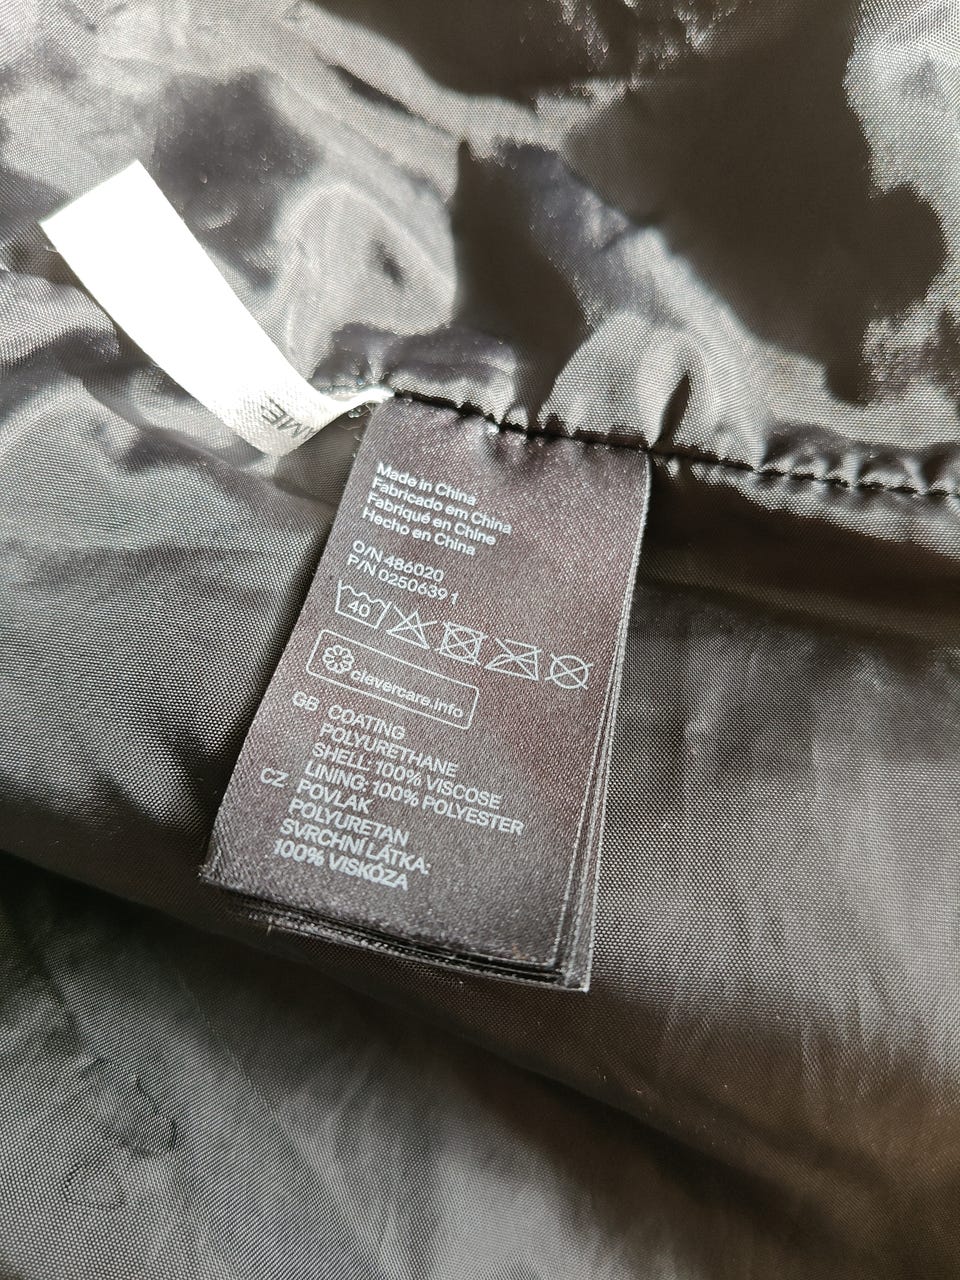 Made in China
Fabricado em China
Fabriqué en Chine
Hecho en China
O/N 486020
P/N 02506391
40
clevercare.info
GB COATING
POLYURETHANE
SHELL: 100% VISCOSE
LINING: 100% POLYESTER
CZ POVLAK
POLYURETAN
SVRCHNÍ LÁTKA:
100% VISKÓZA